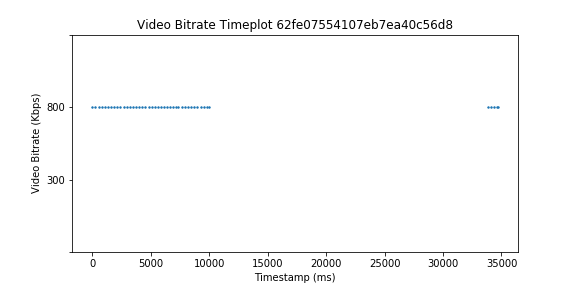 Video Bitrate Timeplot 62fe07554107eb7ea40c56d8
Video Bitrate (Kbps)
800
300
0 5000 10000 15000 20000 25000 30000 35000
Timestamp (ms)